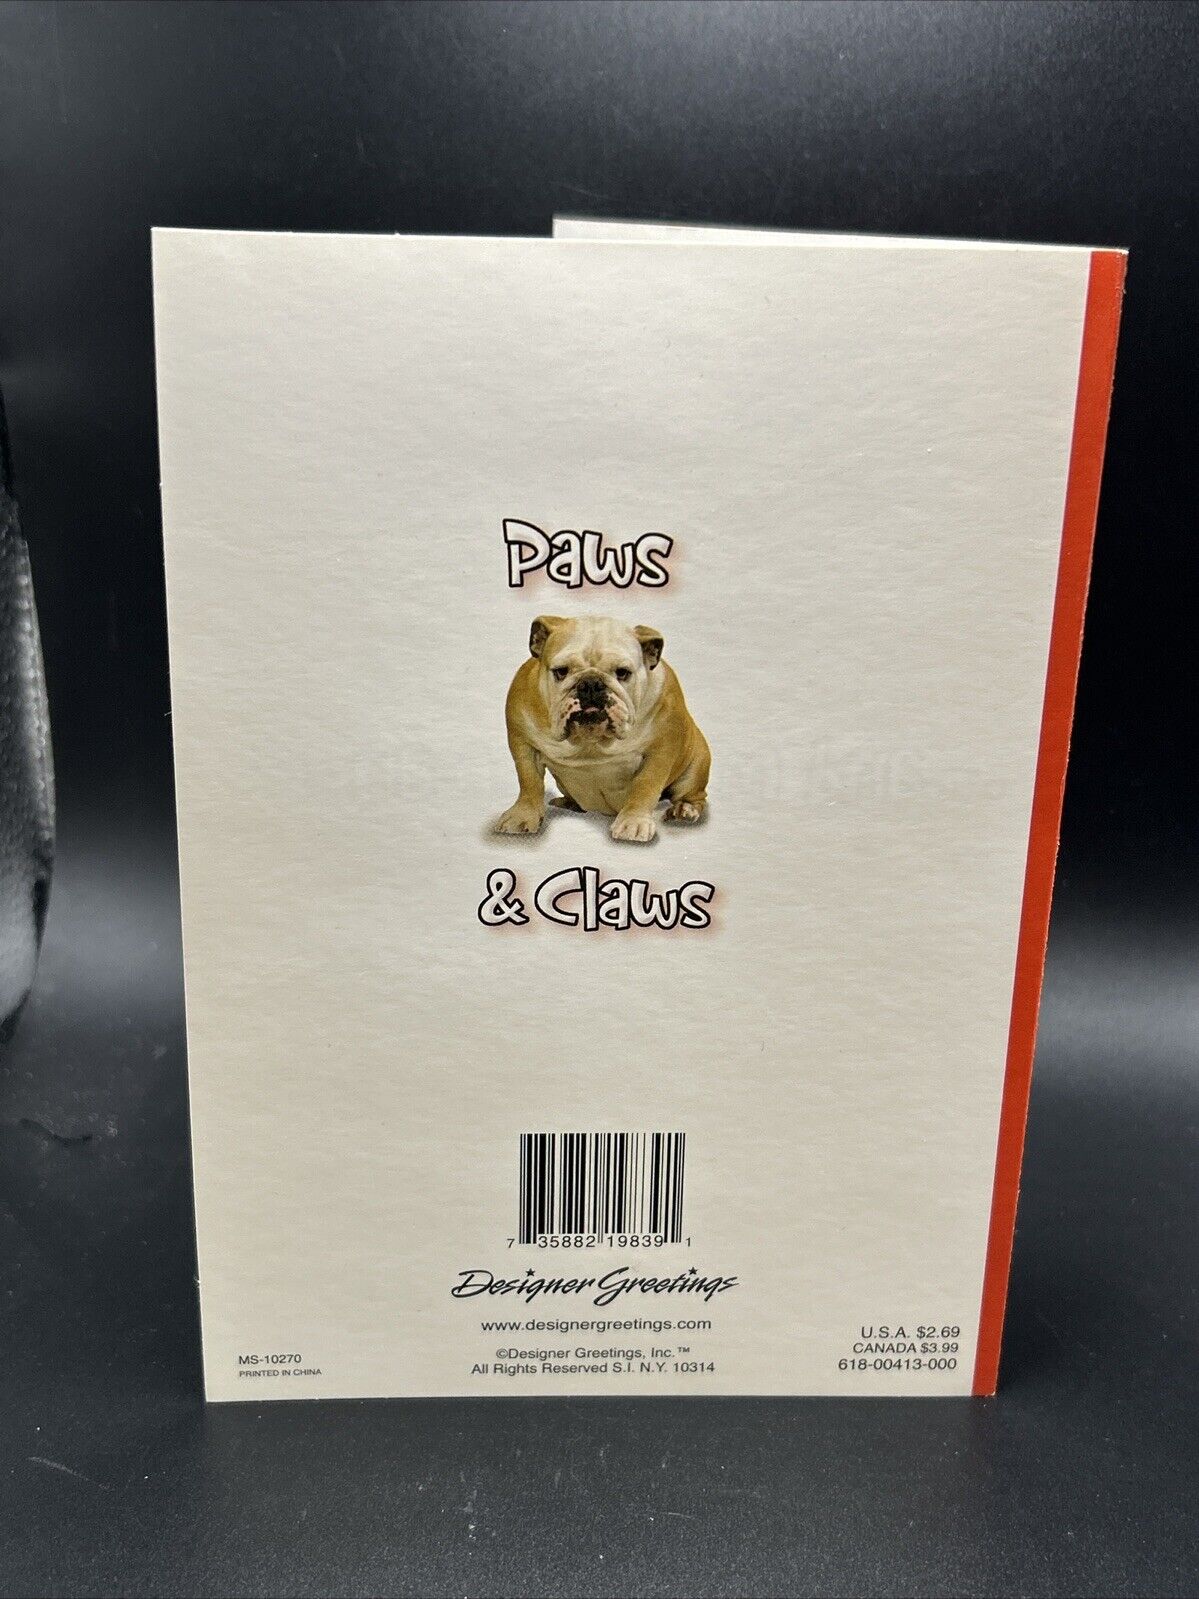 Paws
& Claws
7 35882 19839 1
Designer Greetings
www.designergreetings.com
©Designer Greetings, Inc.™
All Rights Reserved S.I. N.Y. 10314
MS-10270
PRINTED IN CHINA
U.S.A. $2.69
CANADA $3.99
618-00413-000